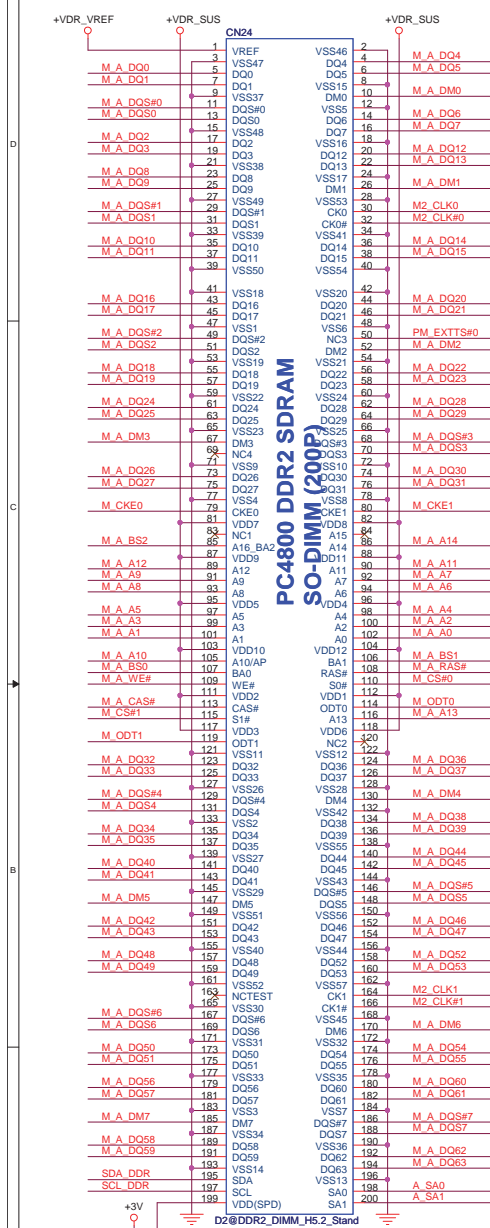 +VDR_VREF +VDR_SUS +VDR_SUS
CN24
1 VREF VSS46 2
3 VSS47 DQ4 4 M_A_DQ4
M_A_DQ0 5 DQ0 DQ5 6 M_A_DQ5
M_A_DQ1 7 DQ1 VSS15 8
9 VSS37 DM0 10 M_A_DM0
M_A_DQS#0 11 DQS#0 VSS5 12
M_A_DQS0 13 DQS0 DQ6 14 M_A_DQ6
15 VSS48 DQ7 16 M_A_DQ7
M_A_DQ2 17 DQ2 VSS16 18
M_A_DQ3 19 DQ3 DQ12 20 M_A_DQ12
D 21 VSS38 DQ13 22 M_A_DQ13
M_A_DQ8 23 DQ8 VSS17 24
M_A_DQ9 25 DQ9 DM1 26 M_A_DM1
27 VSS49 VSS53 28
M_A_DQS#1 29 DQS#1 CK0 30 M2_CLK0
M_A_DQS1 31 DQS1 CK0# 32 M2_CLK#0
33 VSS39 VSS41 34
M_A_DQ10 35 DQ10 DQ14 36 M_A_DQ14
M_A_DQ11 37 DQ11 DQ15 38 M_A_DQ15
39 VSS50 VSS54 40
41 VSS18 VSS20 42
M_A_DQ16 43 DQ16 DQ20 44 M_A_DQ20
M_A_DQ17 45 DQ17 DQ21 46 M_A_DQ21
47 VSS1 VSS6 48
M_A_DQS#2 49 DQS#2 NC3 50 PM_EXTTS#0
M_A_DQS2 51 DQS2 DM2 52 M_A_DM2
53 VSS19 VSS21 54
M_A_DQ18 55 DQ18 DQ22 56 M_A_DQ22
M_A_DQ19 57 DQ19 DQ23 58 M_A_DQ23
59 VSS22 VSS24 60
M_A_DQ24 61 DQ24 DQ28 62 M_A_DQ28
M_A_DQ25 63 DQ25 DQ29 64 M_A_DQ29
65 VSS23 VSS25 66
M_A_DM3 67 DM3 DQS#3 68 M_A_DQS#3
69 NC4 DQS3 70 M_A_DQS3
71 VSS9 VSS10 72
M_A_DQ26 73 DQ26 DQ30 74 M_A_DQ30
M_A_DQ27 75 DQ27 DQ31 76 M_A_DQ31
77 VSS4 VSS8 78
C M_CKE0 79 CKE0 CKE1 80 M_CKE1
81 VDD7 VDD8 82
83 NC1 A15 84
M_A_BS2 85 A16_BA2 A14 86 M_A_A14
87 VDD9 VDD11 88
M_A_A12 89 A12 A11 90 M_A_A11
M_A_A9 91 A9 A7 92 M_A_A7
M_A_A8 93 A8 A6 94 M_A_A6
95 VDD5 VDD4 96
M_A_A5 97 A5 A4 98 M_A_A4
M_A_A3 99 A3 A2 100 M_A_A2
M_A_A1 101 A1 A0 102 M_A_A0
103 VDD10 VDD12 104
M_A_A10 105 A10/AP BA1 106 M_A_BS1
M_A_BS0 107 BA0 RAS# 108 M_A_RAS#
M_A_WE# 109 WE# S0# 110 M_CS#0
111 VDD2 VDD1 112
M_A_CAS# 113 CAS# ODT0 114 M_ODT0
M_CS#1 115 S1# A13 116 M_A_A13
117 VDD3 VDD6 118
M_ODT1 119 ODT1 NC2 120
121 VSS11 VSS12 122
M_A_DQ32 123 DQ32 DQ36 124 M_A_DQ36
M_A_DQ33 125 DQ33 DQ37 126 M_A_DQ37
127 VSS26 VSS28 128
M_A_DQS#4 129 DQS#4 DM4 130 M_A_DM4
M_A_DQS4 131 DQS4 VSS42 132
133 VSS2 DQ38 134 M_A_DQ38
M_A_DQ34 135 DQ34 DQ39 136 M_A_DQ39
M_A_DQ35 137 DQ35 VSS55 138
139 VSS27 DQ44 140 M_A_DQ44
B M_A_DQ40 141 DQ40 DQ45 142 M_A_DQ45
M_A_DQ41 143 DQ41 VSS43 144
145 VSS29 DQS#5 146 M_A_DQS#5
M_A_DM5 147 DM5 DQS5 148 M_A_DQS5
149 VSS51 VSS56 150
M_A_DQ42 151 DQ42 DQ46 152 M_A_DQ46
M_A_DQ43 153 DQ43 DQ47 154 M_A_DQ47
155 VSS40 VSS44 156
M_A_DQ48 157 DQ48 DQ52 158 M_A_DQ52
M_A_DQ49 159 DQ49 DQ53 160 M_A_DQ53
161 VSS52 VSS57 162
163 NCTEST CK1 164 M2_CLK1
165 VSS30 CK1# 166 M2_CLK#1
M_A_DQS#6 167 DQS#6 VSS45 168
M_A_DQS6 169 DQS6 DM6 170 M_A_DM6
171 VSS31 VSS32 172
M_A_DQ50 173 DQ50 DQ54 174 M_A_DQ54
M_A_DQ51 175 DQ51 DQ55 176 M_A_DQ55
177 VSS33 VSS35 178
M_A_DQ56 179 DQ56 DQ60 180 M_A_DQ60
M_A_DQ57 181 DQ57 DQ61 182 M_A_DQ61
183 VSS3 VSS7 184
M_A_DM7 185 DM7 DQS#7 186 M_A_DQS#7
187 VSS34 DQS7 188 M_A_DQS7
M_A_DQ58 189 DQ58 VSS36 190
M_A_DQ59 191 DQ59 DQ62 192 M_A_DQ62
193 VSS14 DQ63 194 M_A_DQ63
SDA_DDR 195 SDA VSS13 196
SCL_DDR 197 SCL SA0 198 A_SA0
199 VDD(SPD) SA1 200 A_SA1
+3V
PC4800 DDR2 SDRAM
SO-DIMM (200P)
D2@DDR2_DIMM_H5.2_Stand